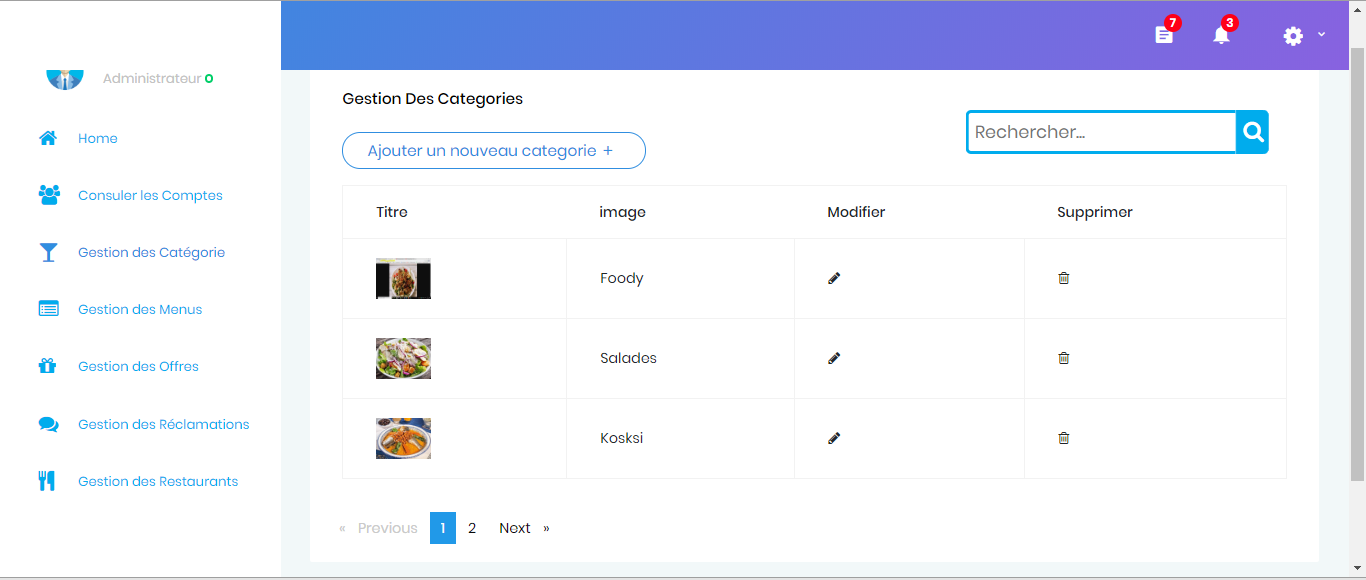 7
3
Administrateur
Home
Consuler les Comptes
Gestion des Catégorie
Gestion des Menus
Gestion des Offres
Gestion des Réclamations
Gestion des Restaurants
Gestion Des Categories
Ajouter un nouveau categorie +
Rechercher...
Titre image Modifier Supprimer
Foody
Salades
Kosksi
« Previous 1 2 Next »